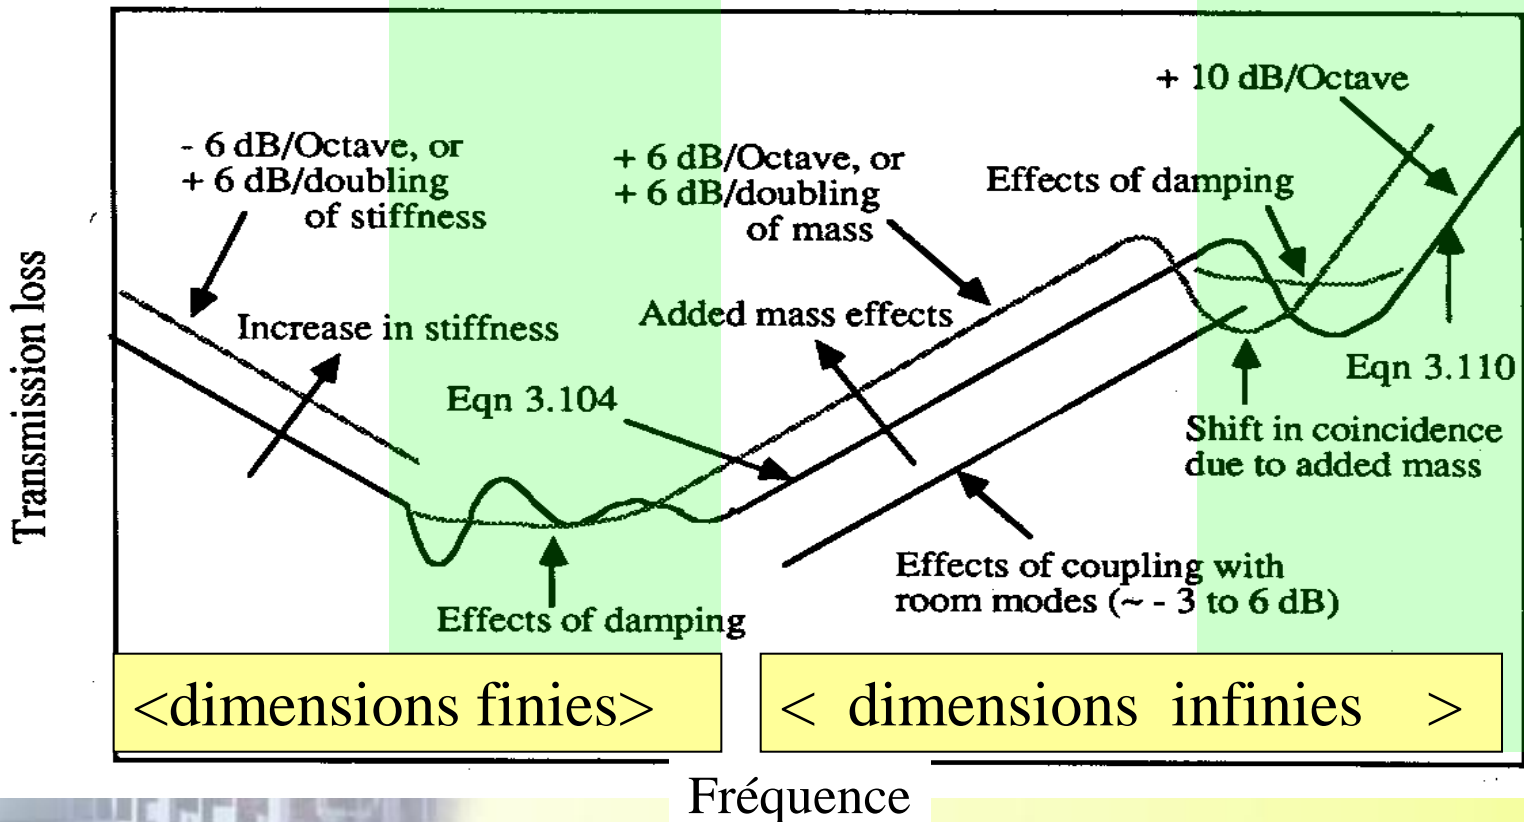 + 10 dB/Octave
- 6 dB/Octave, or
+ 6 dB/doubling
of stiffness
+ 6 dB/Octave, or
+ 6 dB/doubling
of mass
Effects of damping
Transmission loss
Increase in stiffness
Added mass effects
Eqn 3.104
Eqn 3.110
Shift in coincidence
due to added mass
Effects of coupling with
room modes (~ - 3 to 6 dB)
Effects of damping
<dimensions finies>
< dimensions infinies >
Fréquence